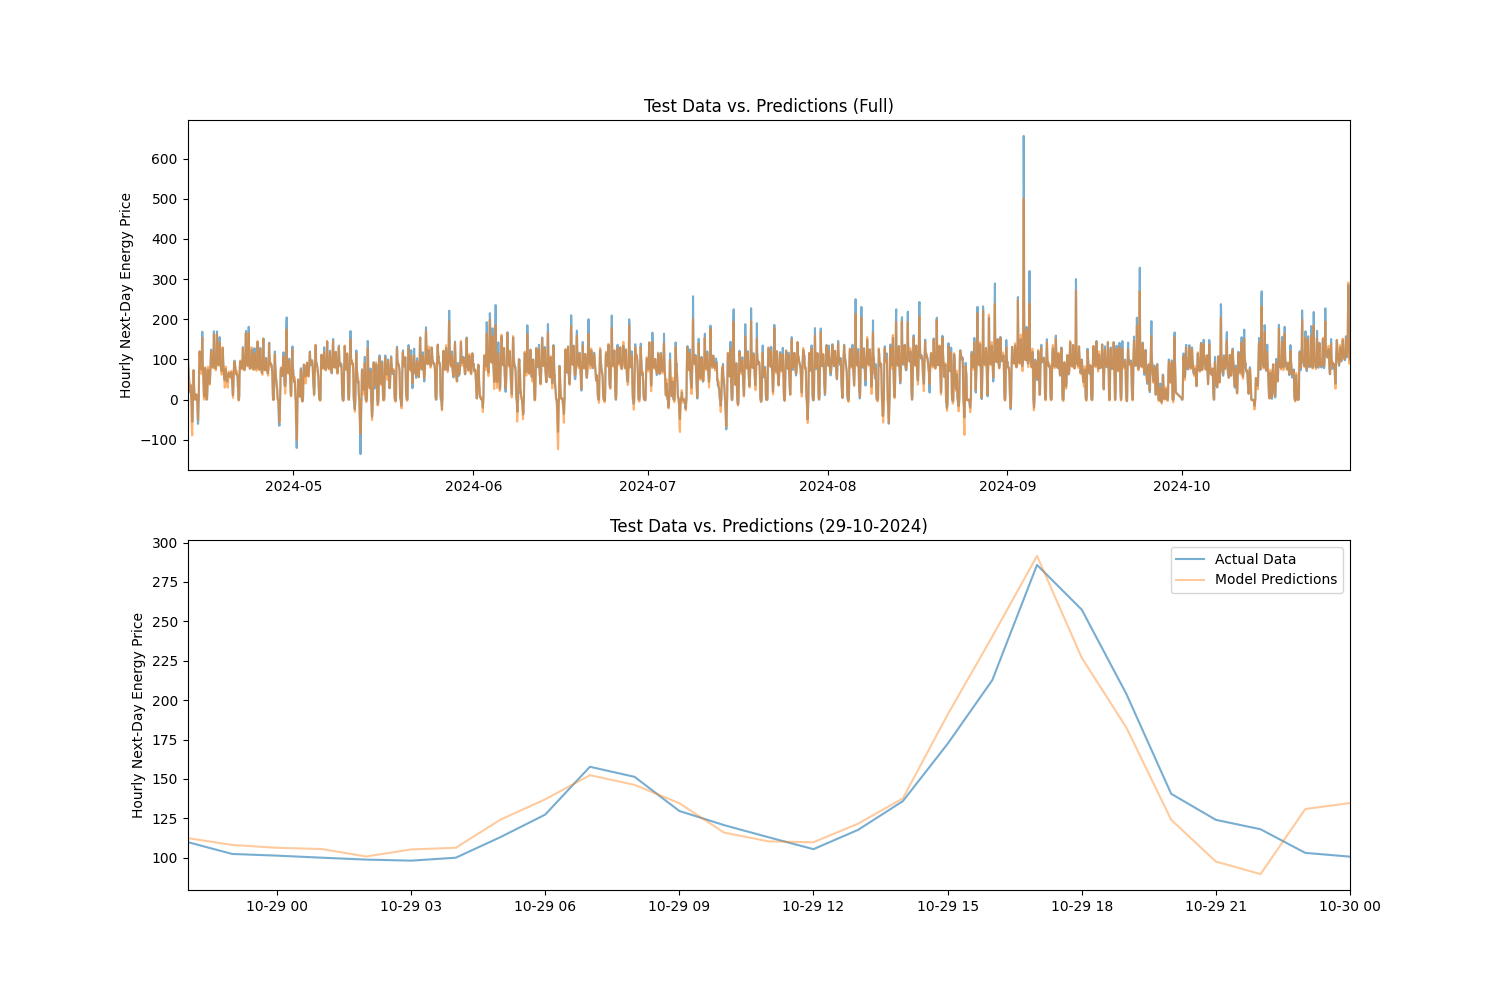 Test Data vs. Predictions (Full)
Hourly Next-Day Energy Price
600
500
400
300
200
100
0
−100
2024-05 2024-06 2024-07 2024-08 2024-09 2024-10
Test Data vs. Predictions (29-10-2024)
Hourly Next-Day Energy Price
300
275
250
225
200
175
150
125
100
Actual Data
Model Predictions
10-29 00 10-29 03 10-29 06 10-29 09 10-29 12 10-29 15 10-29 18 10-29 21 10-30 00